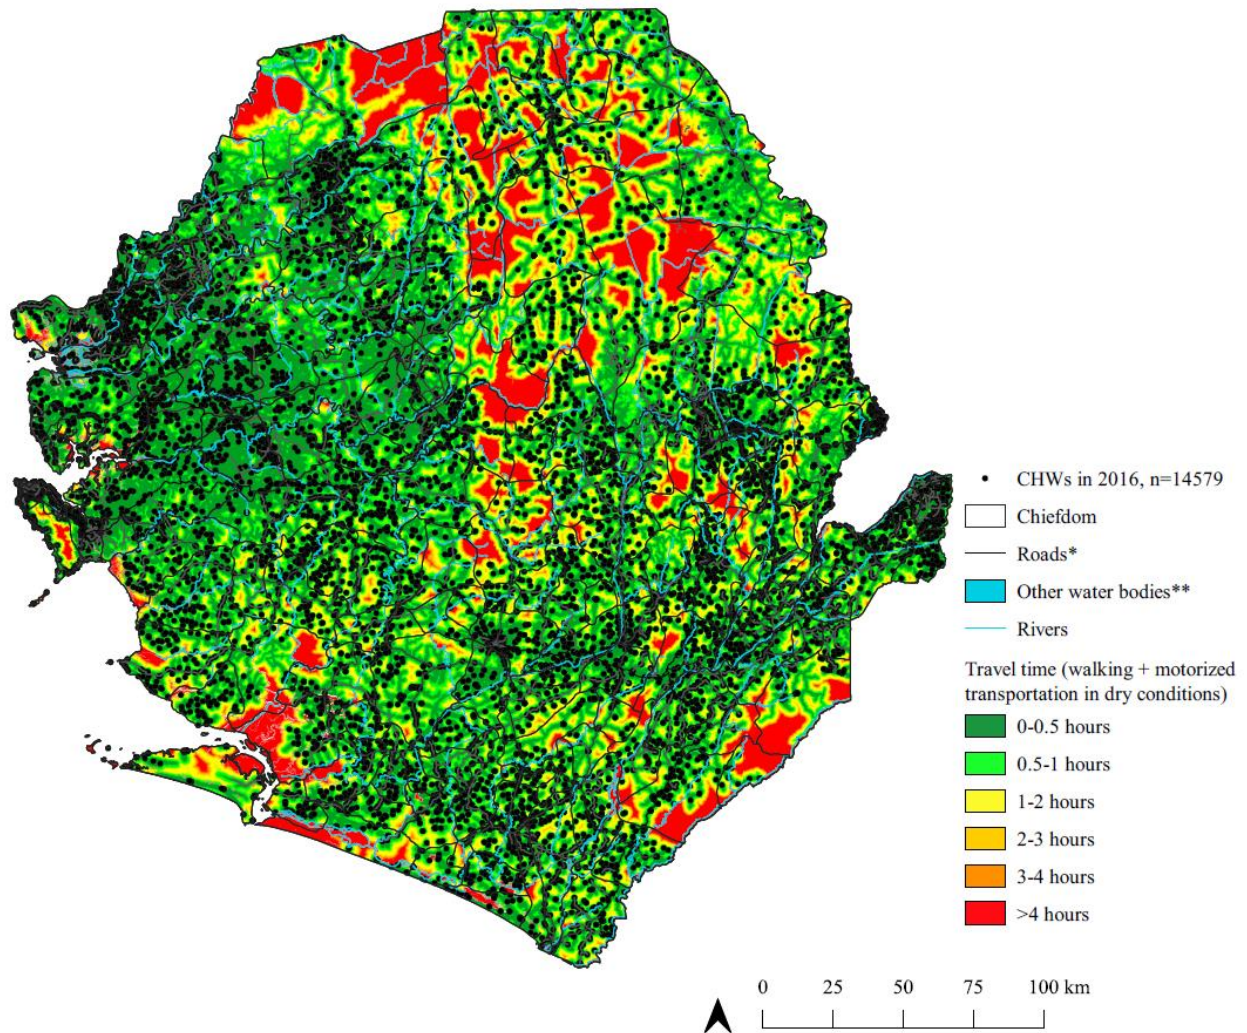 CHWs in 2016, n=14579
Chiefdom
Roads*
Other water bodies**
Rivers
Travel time (walking + motorized
transportation in dry conditions)
0-0.5 hours
0.5-1 hours
1-2 hours
2-3 hours
3-4 hours
>4 hours
0 25 50 75 100 km